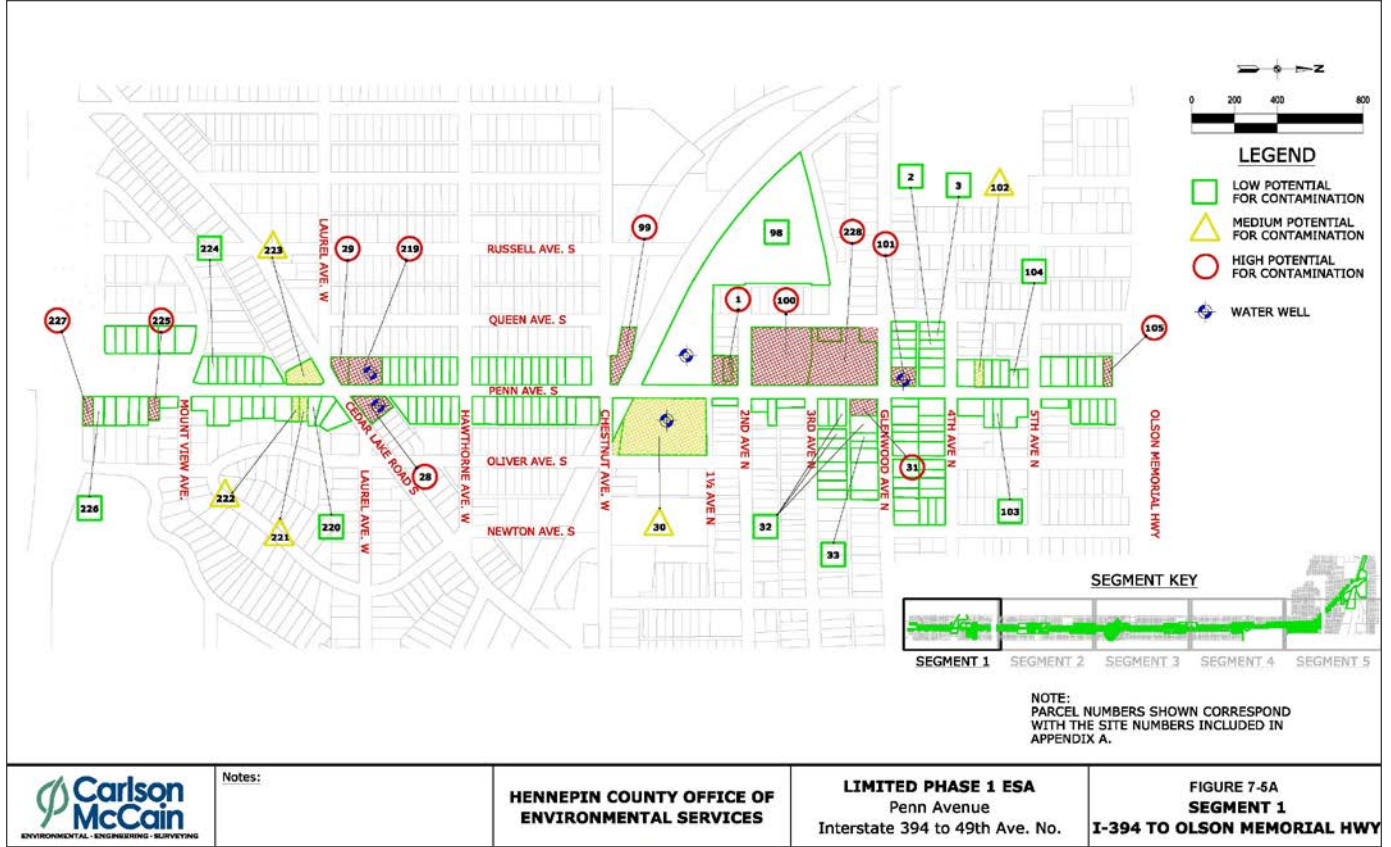 Z
0 200 400 800
LEGEND
LOW POTENTIAL
FOR CONTAMINATION
MEDIUM POTENTIAL
FOR CONTAMINATION
HIGH POTENTIAL
FOR CONTAMINATION
WATER WELL
2
3
102
99
98
228
101
104
224
223
LAUREL AVE. W
29
219
RUSSELL AVE. S
1
100
227
225
QUEEN AVE. S
105
PENN AVE. S
MOUNT VIEW AVE.
CEDAR LAKE ROAD S
HAWTHORNE AVE. W
CHESTNUT AVE. W
2ND AVE N
3RD AVE N
GLENWOOD AVE N
4TH AVE N
5TH AVE N
OLSON MEMORIAL HWY
OLIVER AVE. S
28
31
1½ AVE N
LAUREL AVE. W
226
222
221
220
NEWTON AVE. S
30
32
33
103
SEGMENT KEY
SEGMENT 1 SEGMENT 2 SEGMENT 3 SEGMENT 4 SEGMENT 5
NOTE:
PARCEL NUMBERS SHOWN CORRESPOND
WITH THE SITE NUMBERS INCLUDED IN
APPENDIX A.
Carlson
McCain
ENVIRONMENTAL - ENGINEERING - SURVEYING
Notes:
HENNEPIN COUNTY OFFICE OF
ENVIRONMENTAL SERVICES
LIMITED PHASE 1 ESA
Penn Avenue
Interstate 394 to 49th Ave. No.
FIGURE 7-5A
SEGMENT 1
I-394 TO OLSON MEMORIAL HWY